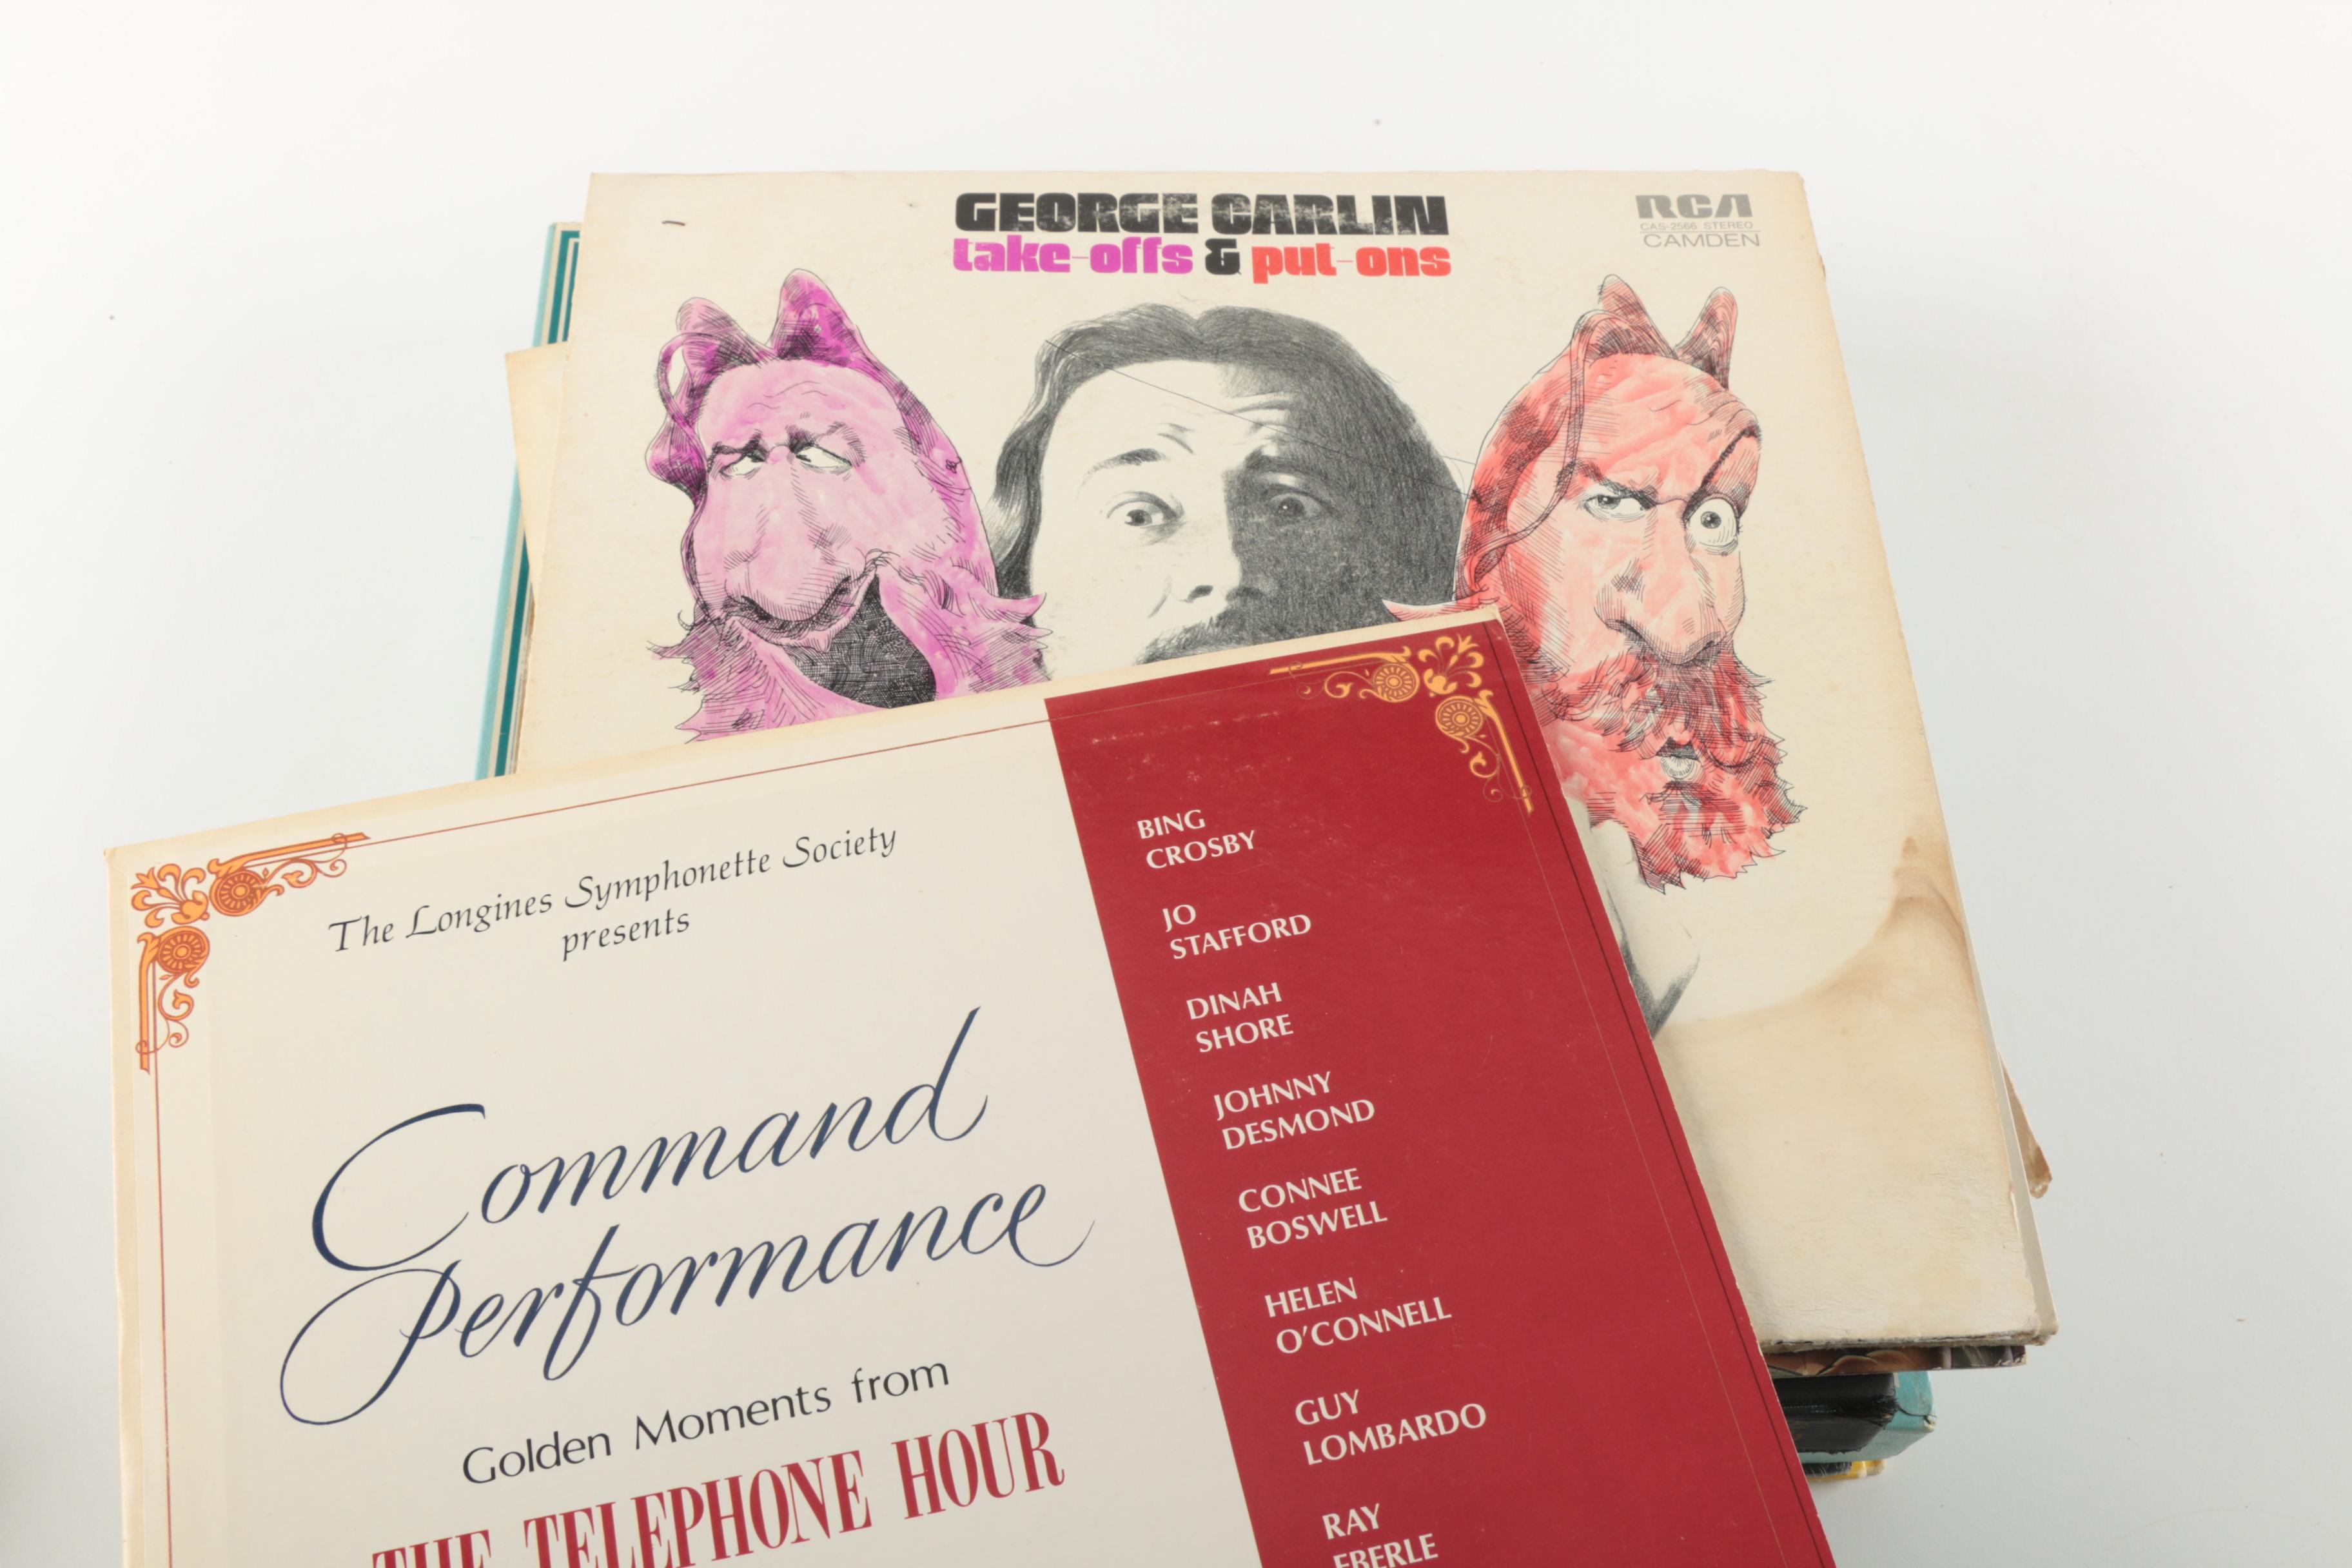 GEORGE CARLIN
take-offs & put-ons
RCA
CAS-2566 STEREO
CAMDEN
The Longines Symphonette Society
presents
Command
Performance
Golden Moments from
THE TELEPHONE HOUR
BING
CROSBY
JO
STAFFORD
DINAH
SHORE
JOHNNY
DESMOND
CONNEE
BOSWELL
HELEN
O'CONNELL
GUY
LOMBARDO
RAY
EBERLE